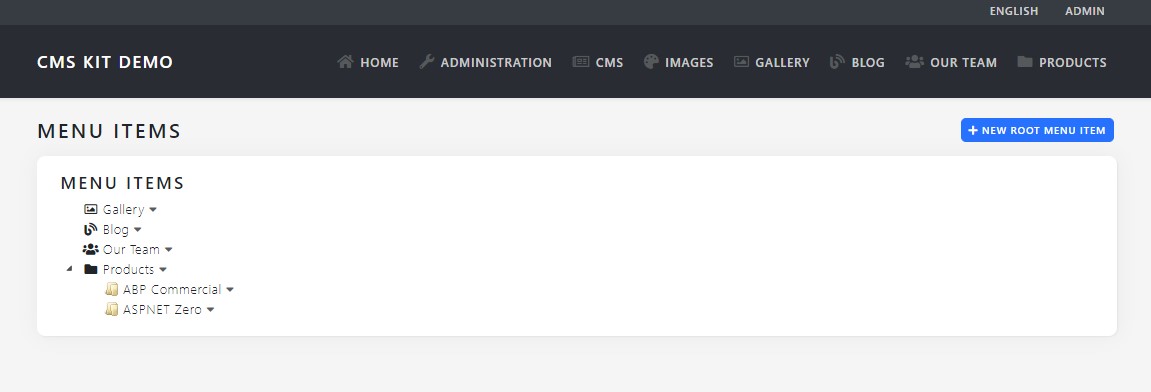 ENGLISH ADMIN
CMS KIT DEMO HOME ADMINISTRATION CMS IMAGES GALLERY BLOG OUR TEAM PRODUCTS
MENU ITEMS + NEW ROOT MENU ITEM
MENU ITEMS
Gallery
Blog
Our Team
Products
ABP Commercial
ASPNET Zero